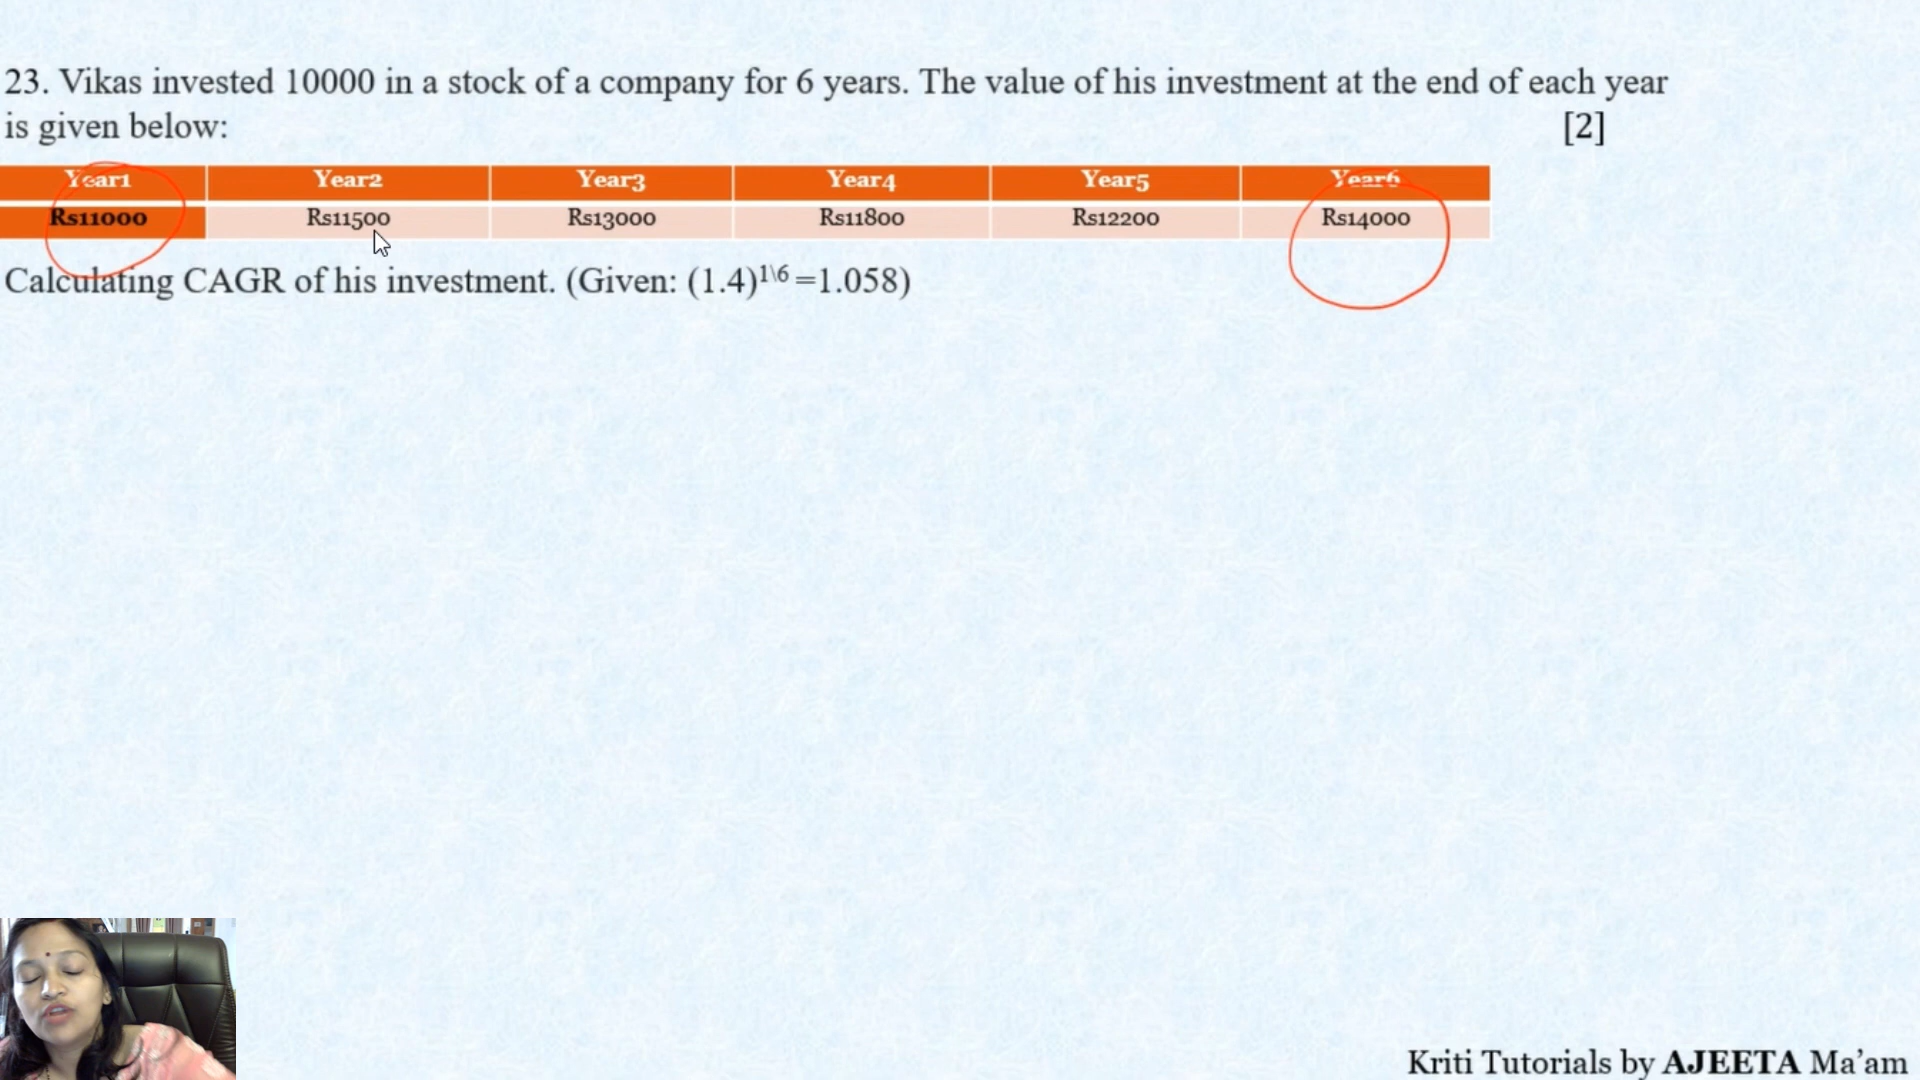 23. Vikas invested 10000 in a stock of a company for 6 years. The value of his investment at the end of each year
is given below: [2]
Year1 Year2 Year3 Year4 Year5 Year6
Rs11000 Rs11500 Rs13000 Rs11800 Rs12200 Rs14000
Calculating CAGR of his investment. (Given: (1.4)^1\6 =1.058)
Kriti Tutorials by AJEETA Ma'am